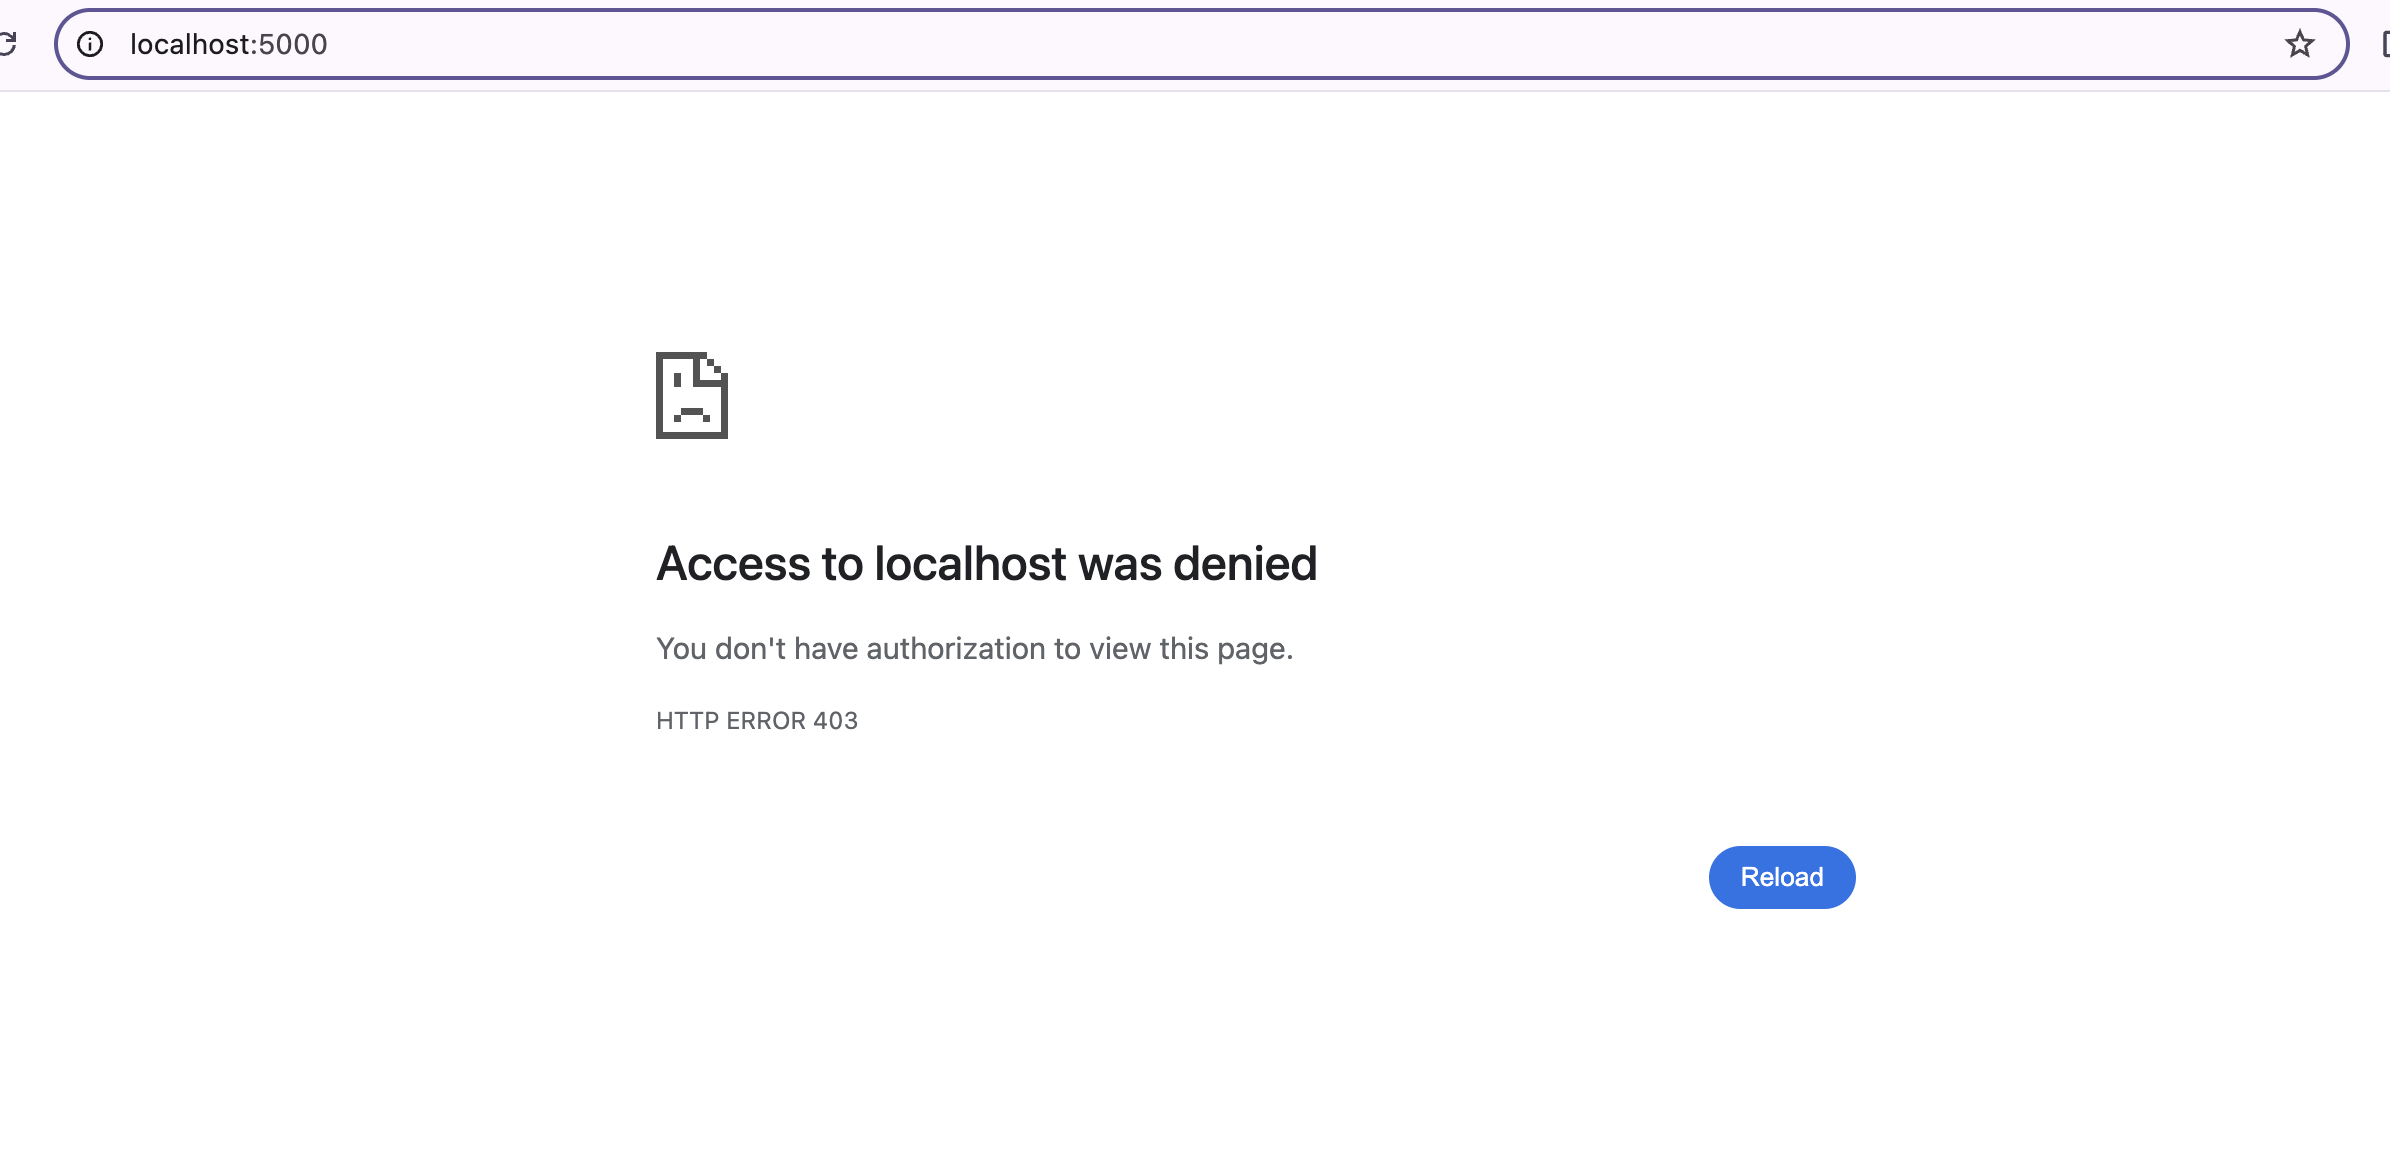 localhost:5000
Access to localhost was denied
You don't have authorization to view this page.
HTTP ERROR 403
Reload